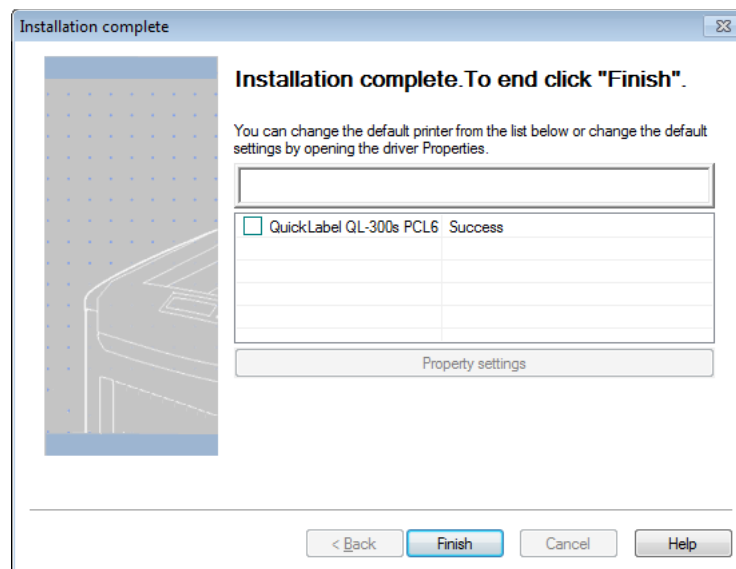 Installation complete
Installation complete.To end click "Finish".
You can change the default printer from the list below or change the default
settings by opening the driver Properties.
QuickLabel QL-300s PCL6 Success
Property settings
< Back Finish Cancel Help